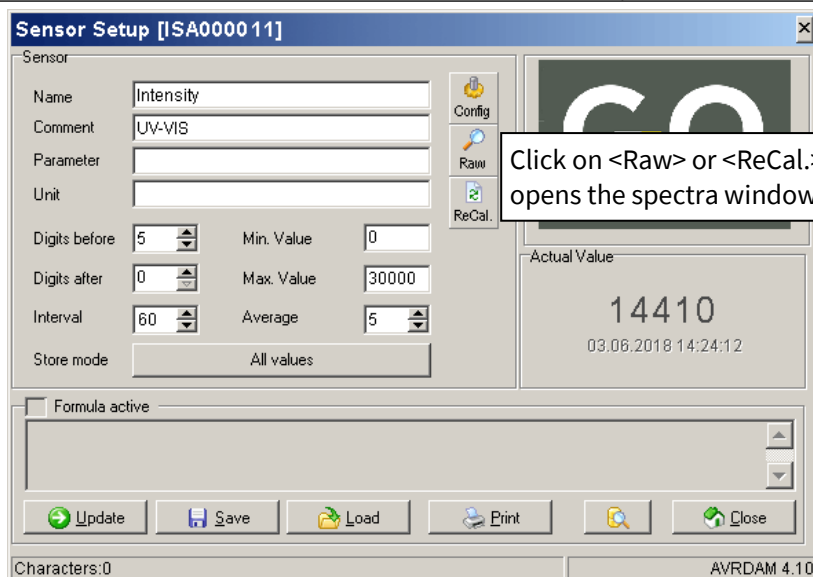 Sensor Setup [ISA000011]
Sensor
Name Intensity
Config
Comment UV-VIS
Parameter
Raw
Click on <Raw> or <ReCal.>
opens the spectra window
Unit
ReCal.
Digits before 5 Min. Value 0
Digits after 0 Max. Value 30000
Interval 60 Average 5
Store mode All values
Actual Value
14410
03.06.2018 14:24:12
Formula active
Update Save Load Print Close
Characters:0 AVRDAM 4.10